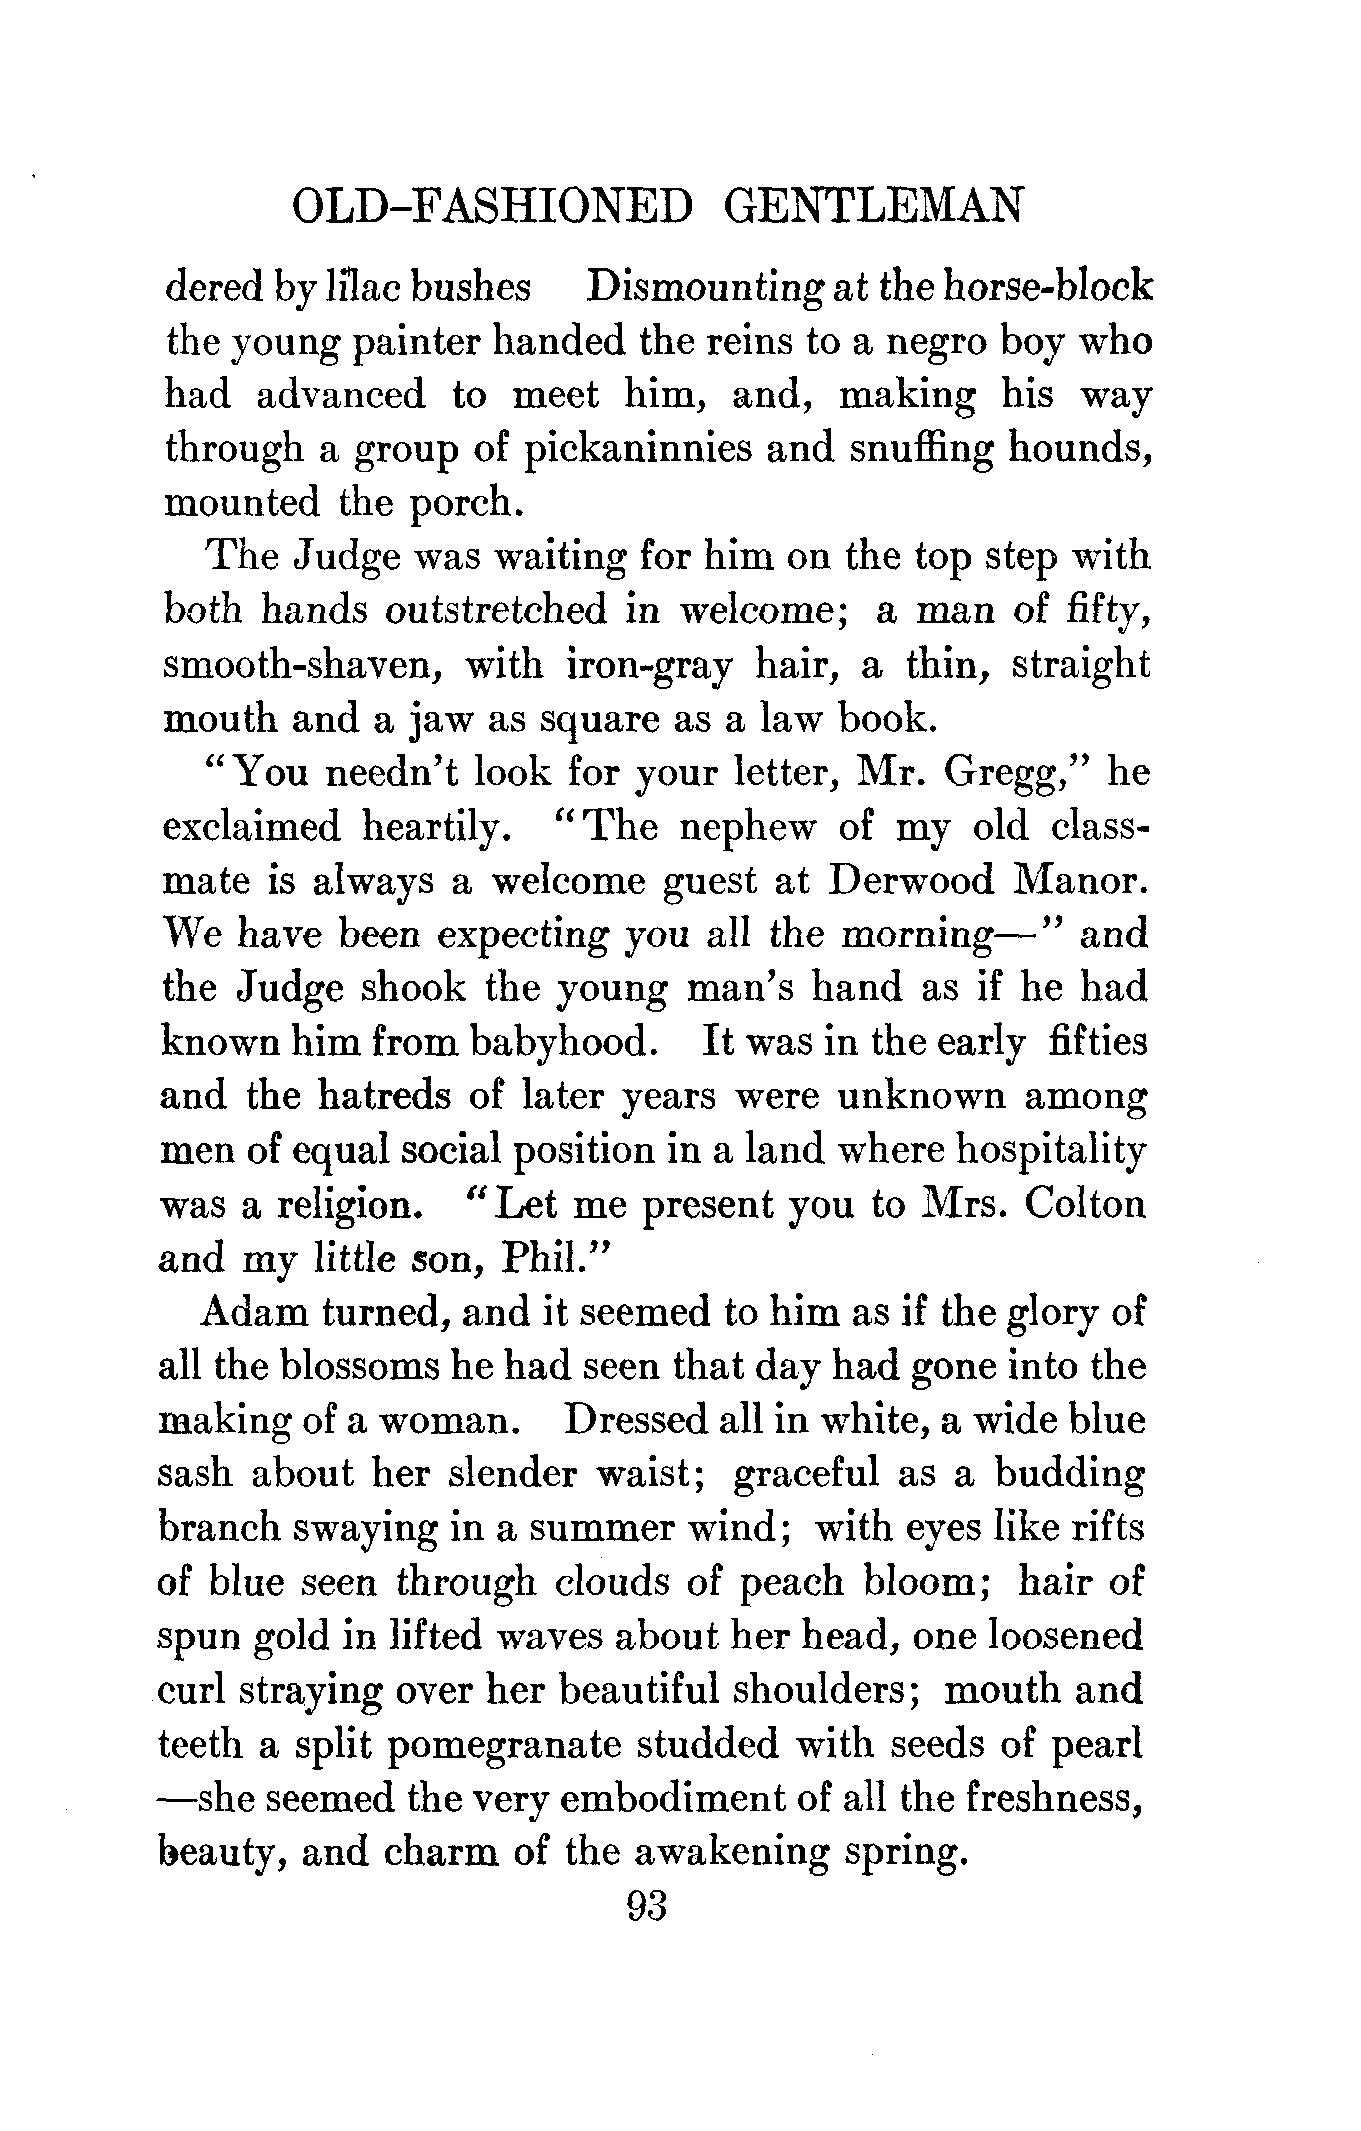 OLD-FASHIONED GENTLEMAN
dered by lilac bushes Dismounting at the horse-block
the young painter handed the reins to a negro boy who
had advanced to meet him, and, making his way
through a group of pickaninnies and snuffing hounds,
mounted the porch.
The Judge was waiting for him on the top step with
both hands outstretched in welcome; a man of fifty,
smooth-shaven, with iron-gray hair, a thin, straight
mouth and a jaw as square as a law book.
"You needn't look for your letter, Mr. Gregg," he
exclaimed heartily. "The nephew of my old class-
mate is always a welcome guest at Derwood Manor.
We have been expecting you all the morning—" and
the Judge shook the young man's hand as if he had
known him from babyhood. It was in the early fifties
and the hatreds of later years were unknown among
men of equal social position in a land where hospitality
was a religion. "Let me present you to Mrs. Colton
and my little son, Phil."
Adam turned, and it seemed to him as if the glory of
all the blossoms he had seen that day had gone into the
making of a woman. Dressed all in white, a wide blue
sash about her slender waist; graceful as a budding
branch swaying in a summer wind; with eyes like rifts
of blue seen through clouds of peach bloom; hair of
spun gold in lifted waves about her head, one loosened
curl straying over her beautiful shoulders; mouth and
teeth a split pomegranate studded with seeds of pearl
—she seemed the very embodiment of all the freshness,
beauty, and charm of the awakening spring.
93